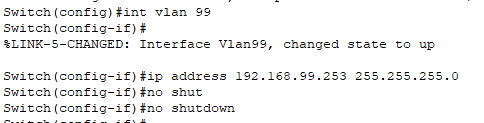 Switch(config)#int vlan 99
Switch(config-if)#
%LINK-5-CHANGED: Interface Vlan99, changed state to up
Switch(config-if)#ip address 192.168.99.253 255.255.255.0
Switch(config-if)#no shut
Switch(config-if)#no shutdown
Switch(config-if)#